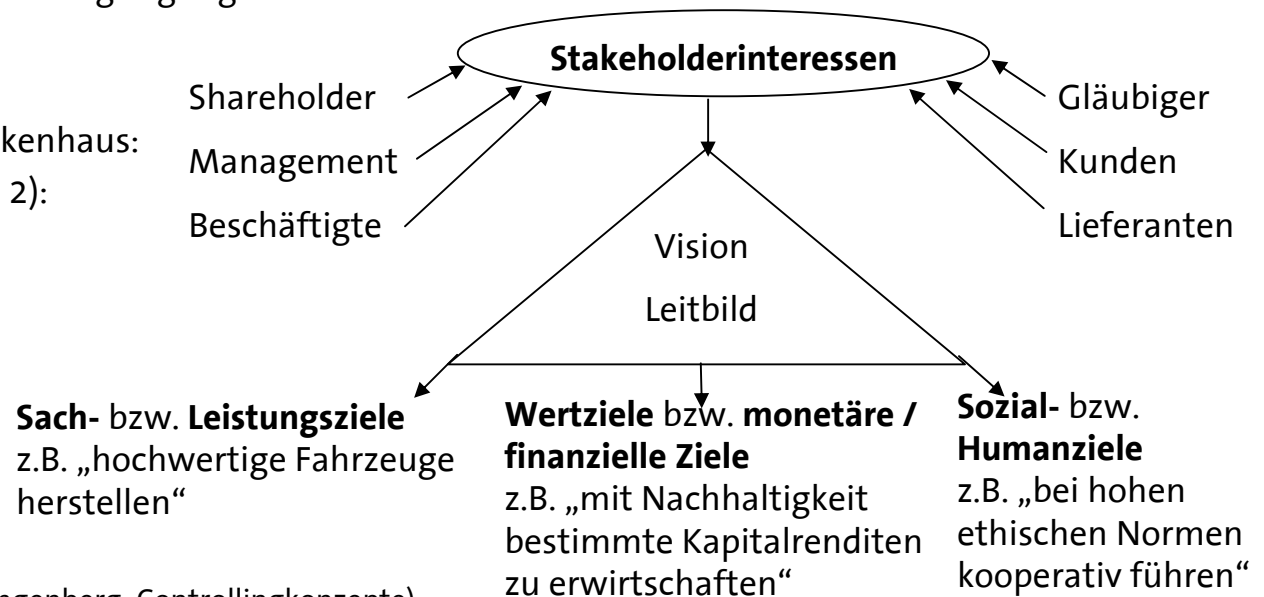 Stakeholderinteressen
Shareholder
Management
Beschäftigte
Gläubiger
Kunden
Lieferanten
kenhaus:
2):
Vision
Leitbild
Sach- bzw. Leistungsziele
z.B. „hochwertige Fahrzeuge
herstellen“
Wertziele bzw. monetäre /
finanzielle Ziele
z.B. „mit Nachhaltigkeit
bestimmte Kapitalrenditen
zu erwirtschaften“
Sozial- bzw.
Humanziele
z.B. „bei hohen
ethischen Normen
kooperativ führen“
Controllingkonzepte)